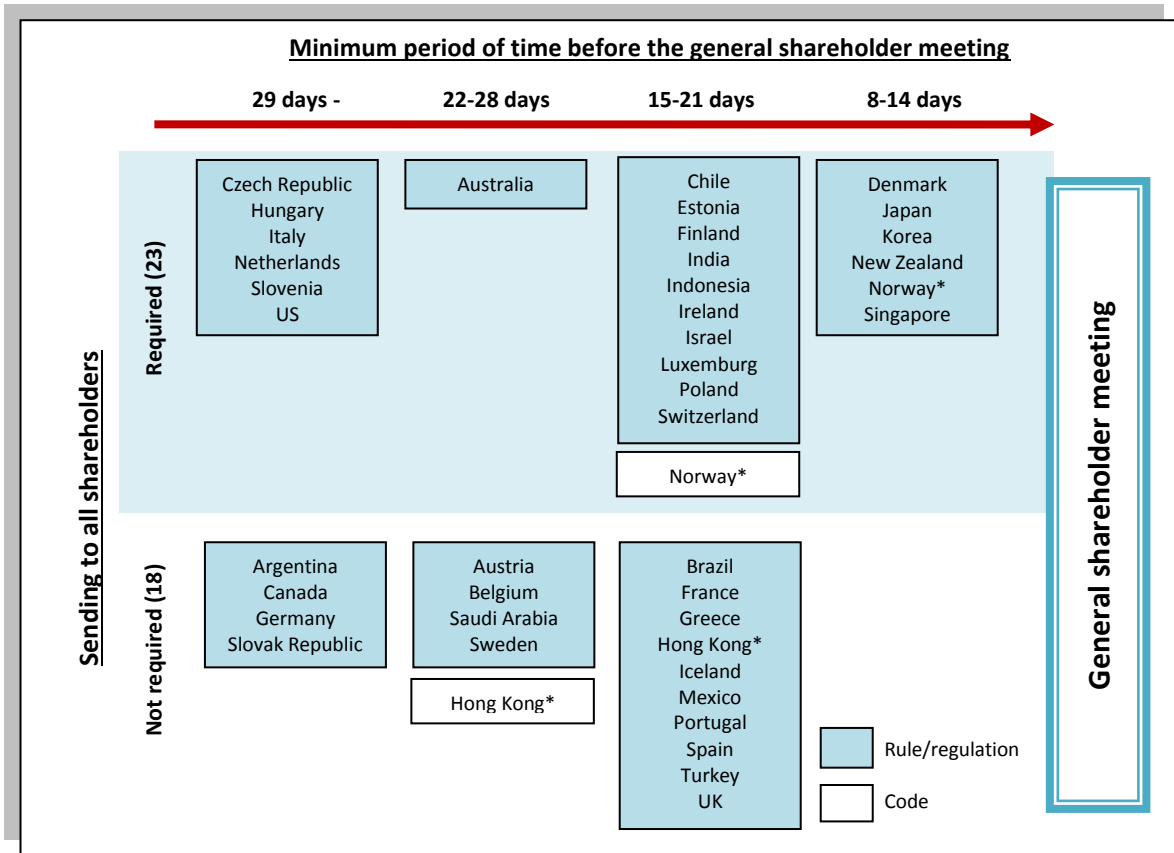 Minimum period of time before the general shareholder meeting
29 days -
22-28 days
15-21 days
8-14 days
Sending to all shareholders
Required (23)
Czech Republic
Hungary
Italy
Netherlands
Slovenia
US
Australia
Chile
Estonia
Finland
India
Indonesia
Ireland
Israel
Luxemburg
Poland
Switzerland
Norway*
Denmark
Japan
Korea
New Zealand
Norway*
Singapore
Not required (18)
Argentina
Canada
Germany
Slovak Republic
Austria
Belgium
Saudi Arabia
Sweden
Hong Kong*
Brazil
France
Greece
Hong Kong*
Iceland
Mexico
Portugal
Spain
Turkey
UK
Rule/regulation
Code
General shareholder meeting